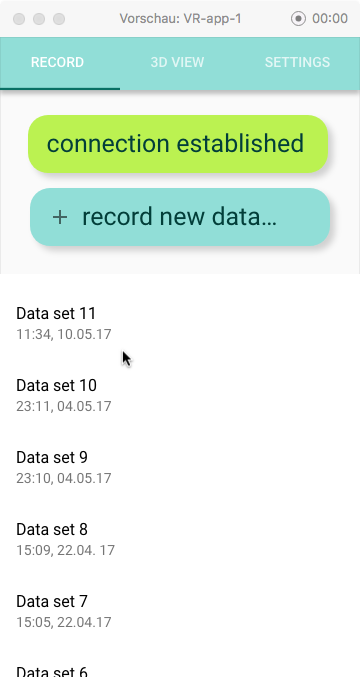 Vorschau: VR-app-1 00:00
RECORD 3D VIEW SETTINGS
connection established
+ record new data...
Data set 11
11:34, 10.05.17
Data set 10
23:11, 04.05.17
Data set 9
23:10, 04.05.17
Data set 8
15:09, 22.04. 17
Data set 7
15:05, 22.04.17
Data set 6